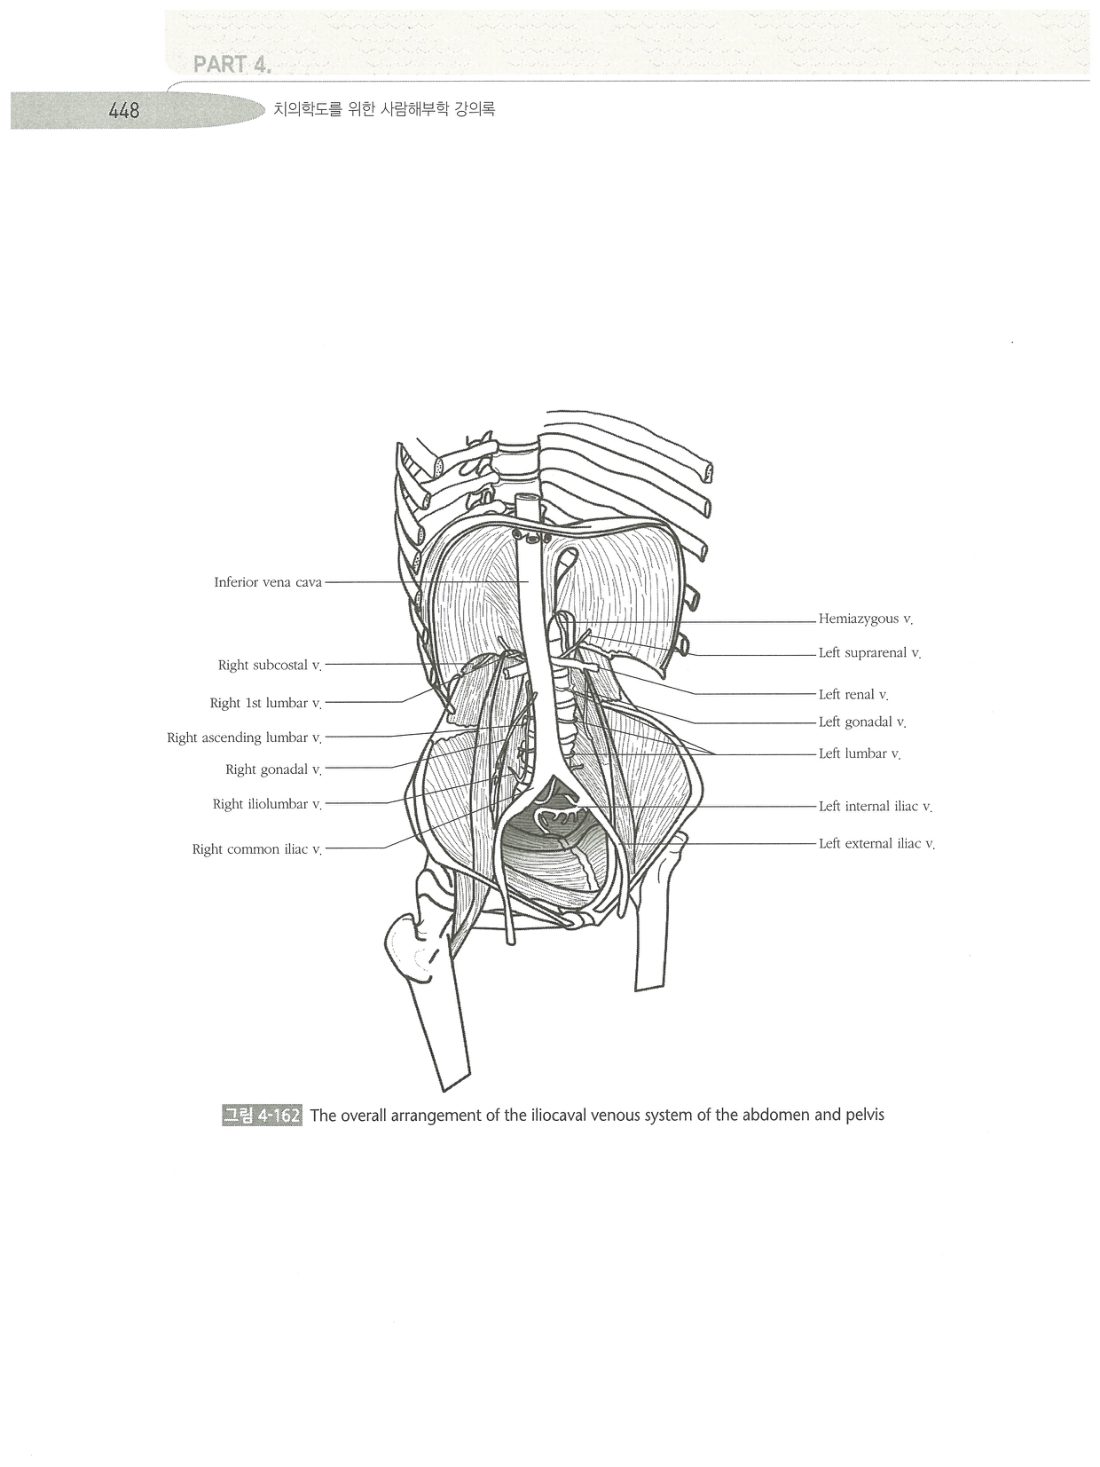 PART 4.
448
치의학도를 위한 사람해부학 강의록
Inferior vena cava
Right subcostal v.
Right 1st lumbar v.
Right ascending lumbar v.
Right gonadal v.
Right iliolumbar v.
Right common iliac v.
Hemiazygous v.
Left suprarenal v.
Left renal v.
Left gonadal v.
Left lumbar v.
Left internal iliac v.
Left external iliac v.
그림 4-162 The overall arrangement of the iliocaval venous system of the abdomen and pelvis